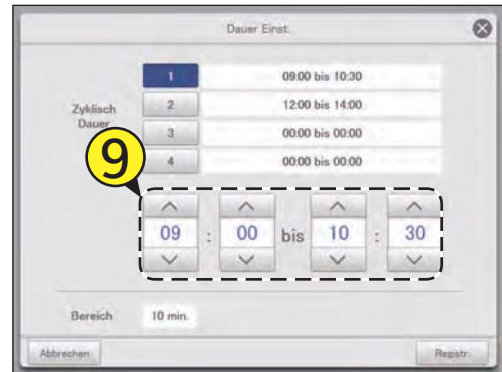 Dauer Einst.
1 09:00 bis 10:30
Zyklisch 2 12:00 bis 14:00
Dauer 3 00:00 bis 00:00
4 00:00 bis 00:00
9
09 : 00 bis 10 : 30
Bereich 10 min.
Abbrechen Registr.